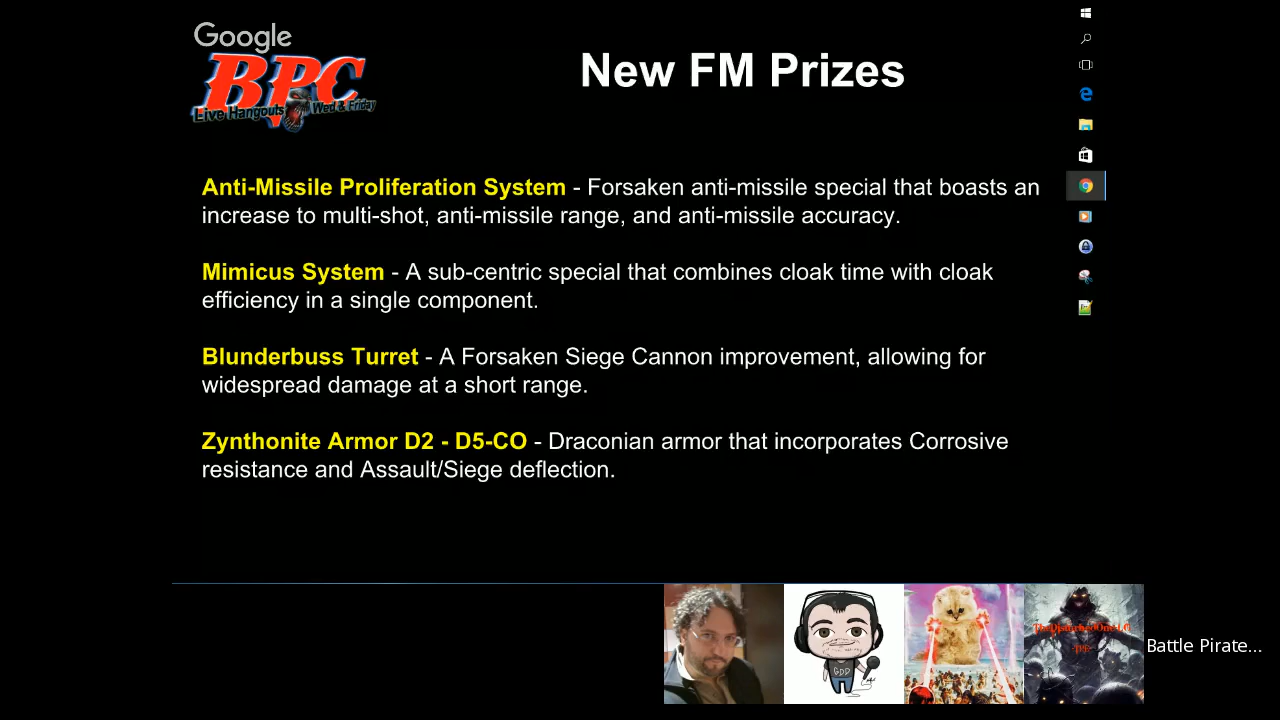 Google
BPC
Live Hangouts Wed & Friday
New FM Prizes
Anti-Missile Proliferation System - Forsaken anti-missile special that boasts an
increase to multi-shot, anti-missile range, and anti-missile accuracy.
Mimicus System - A sub-centric special that combines cloak time with cloak
efficiency in a single component.
Blunderbuss Turret - A Forsaken Siege Cannon improvement, allowing for
widespread damage at a short range.
Zynthonite Armor D2 - D5-CO - Draconian armor that incorporates Corrosive
resistance and Assault/Siege deflection.
GDD
Battle Pirate...